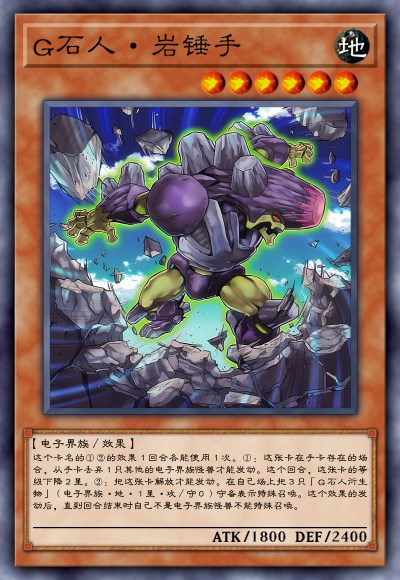 G石人·岩锤手
地
【电子界族／效果】
这个卡名的①②的效果1回合各能使用1次。①：这张卡在手卡存在的场
合，从手卡丢弃1只其他的电子界族怪兽才能发动。这个回合，这张卡的等
级下降2星。②：把这张卡解放才能发动。在自己场上把3只「G石人衍生
物」（电子界族·地·1星·攻／守0）守备表示特殊召唤。这个效果的发
动后，直到回合结束时自己不是电子界族怪兽不能特殊召唤。
ATK/1800 DEF/2400